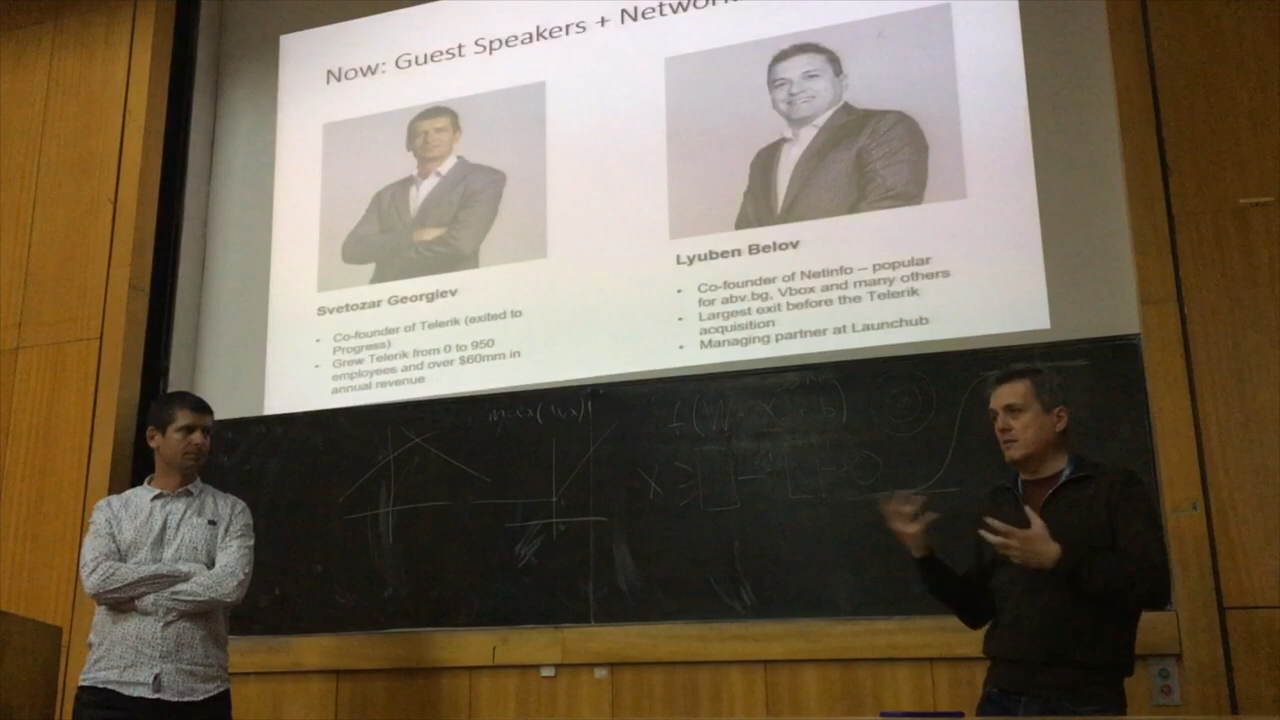 Now: Guest Speakers + Network
Svetozar Georgiev
• Co-founder of Telerik (exited to
Progress)
• Grew Telerik from 0 to 950
employees and over $60mm in
annual revenue
Lyuben Belov
• Co-founder of Netinfo – popular
for abv.bg, Vbox and many others
• Largest exit before the Telerik
acquisition
• Managing partner at Launchub